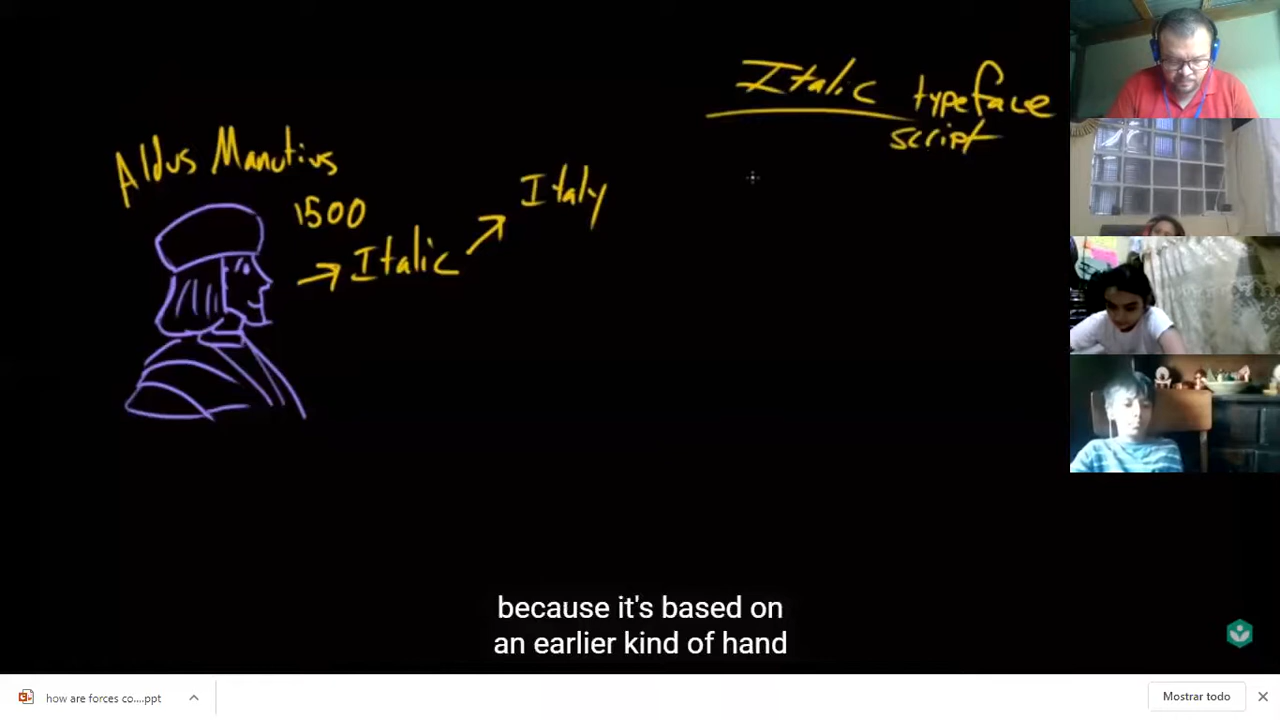 Italic typeface
script
Aldus Manutius
1500
→ Italic
Italy
because it's based on
an earlier kind of hand
how are forces co....ppt
Mostrar todo